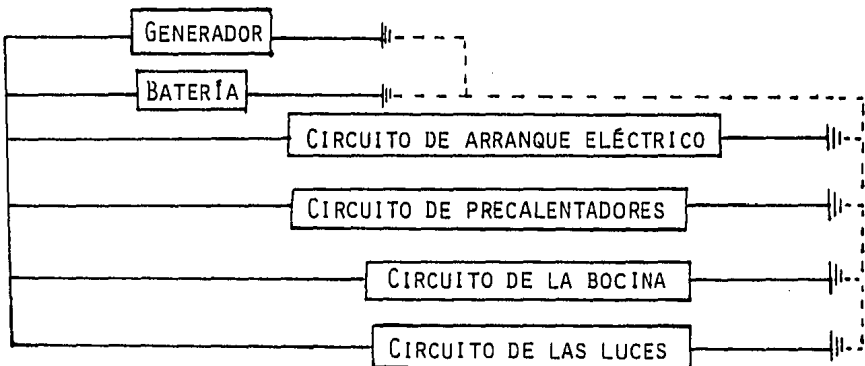 GENERADOR
BATERÍA
CIRCUITO DE ARRANQUE ELÉCTRICO
CIRCUITO DE PRECALENTADORES
CIRCUITO DE LA BOCINA
CIRCUITO DE LAS LUCES